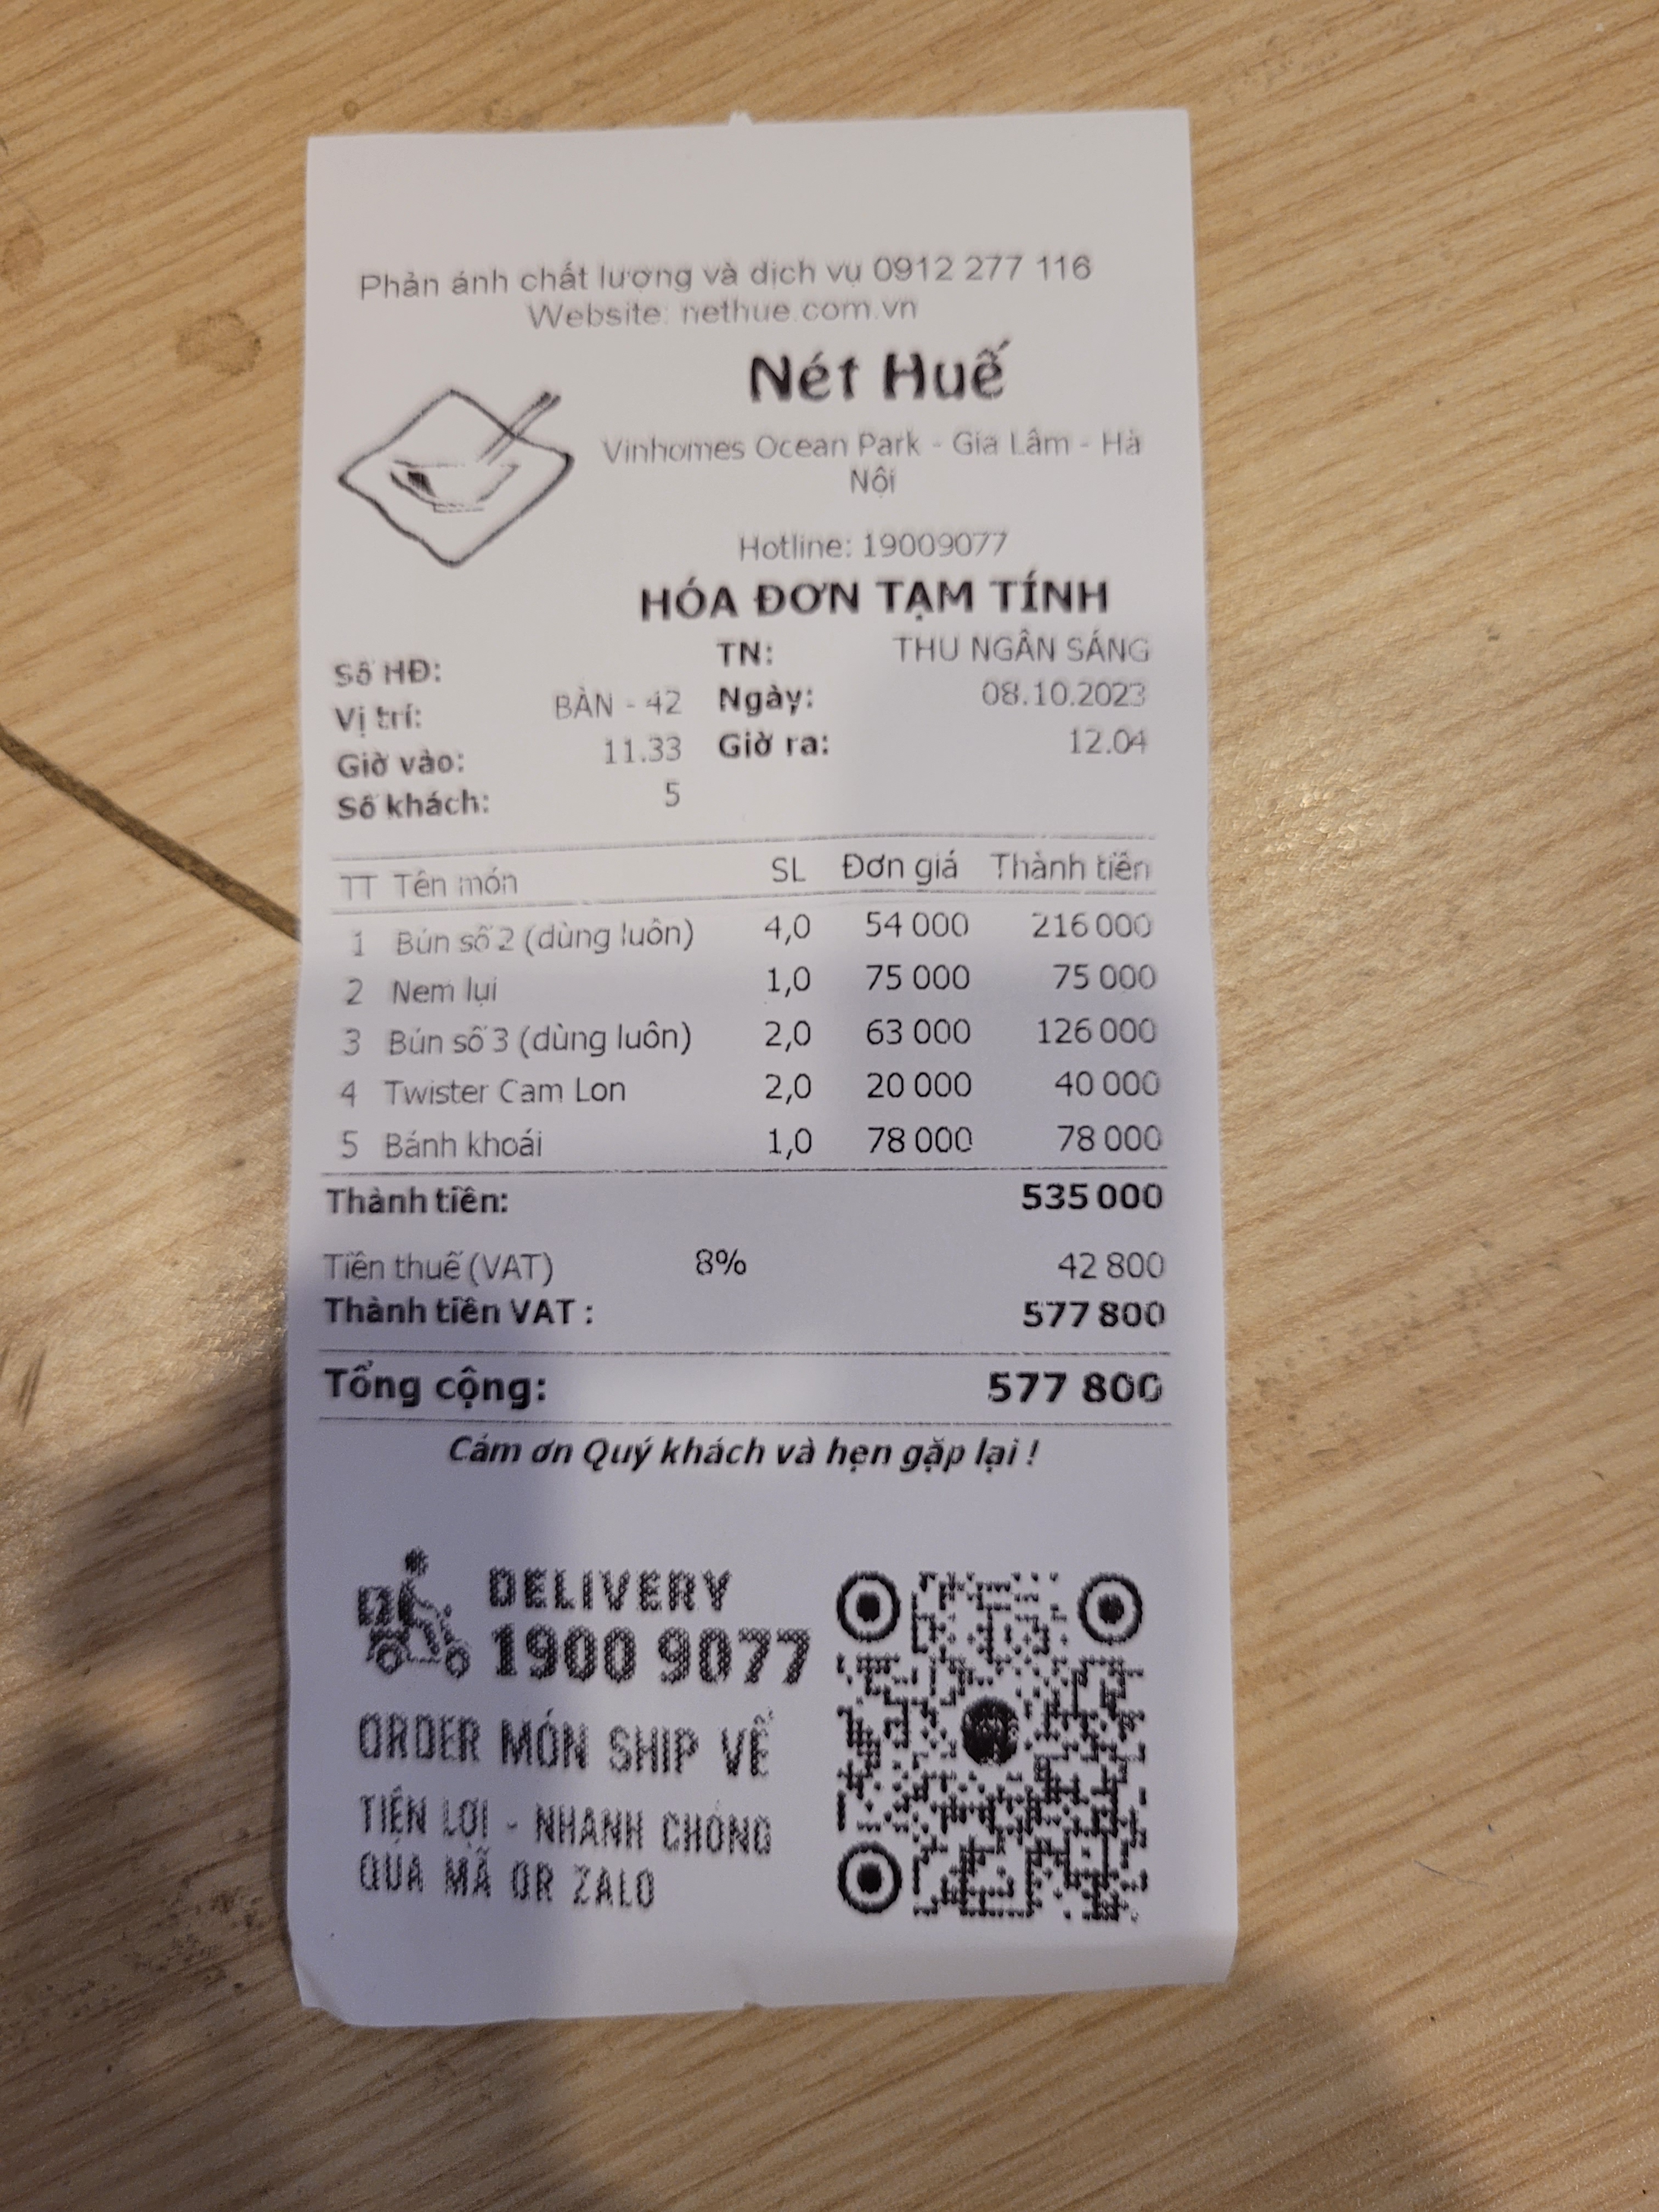 Phản ánh chất lượng và dịch vụ 0912 277 116
Website: nethue.com.vn
Nét Huế
Vinhomes Ocean Park - Gia Lâm - Hà
Nội
Hotline: 19009077
HÓA ĐƠN TẠM TÍNH
Số HĐ: TN: THU NGÂN SÁNG
Vị trí: BÀN - 42 Ngày: 08.10.2023
Giờ vào: 11.33 Giờ ra: 12.04
Số khách: 5
TT Tên món SL Đơn giá Thành tiền
1 Bún số 2 (dùng luôn) 4,0 54 000 216 000
2 Nem lụi 1,0 75 000 75 000
3 Bún số 3 (dùng luôn) 2,0 63 000 126 000
4 Twister Cam Lon 2,0 20 000 40 000
5 Bánh khoái 1,0 78 000 78 000
Thành tiền: 535 000
Tiền thuế (VAT) 8% 42 800
Thành tiền VAT : 577 800
Tổng cộng: 577 800
Cảm ơn Quý khách và hẹn gặp lại !
DELIVERY
1900 9077
ORDER MÓN SHIP VỀ
TIỆN LỢI - NHANH CHÓNG
QUA MÃ QR ZALO